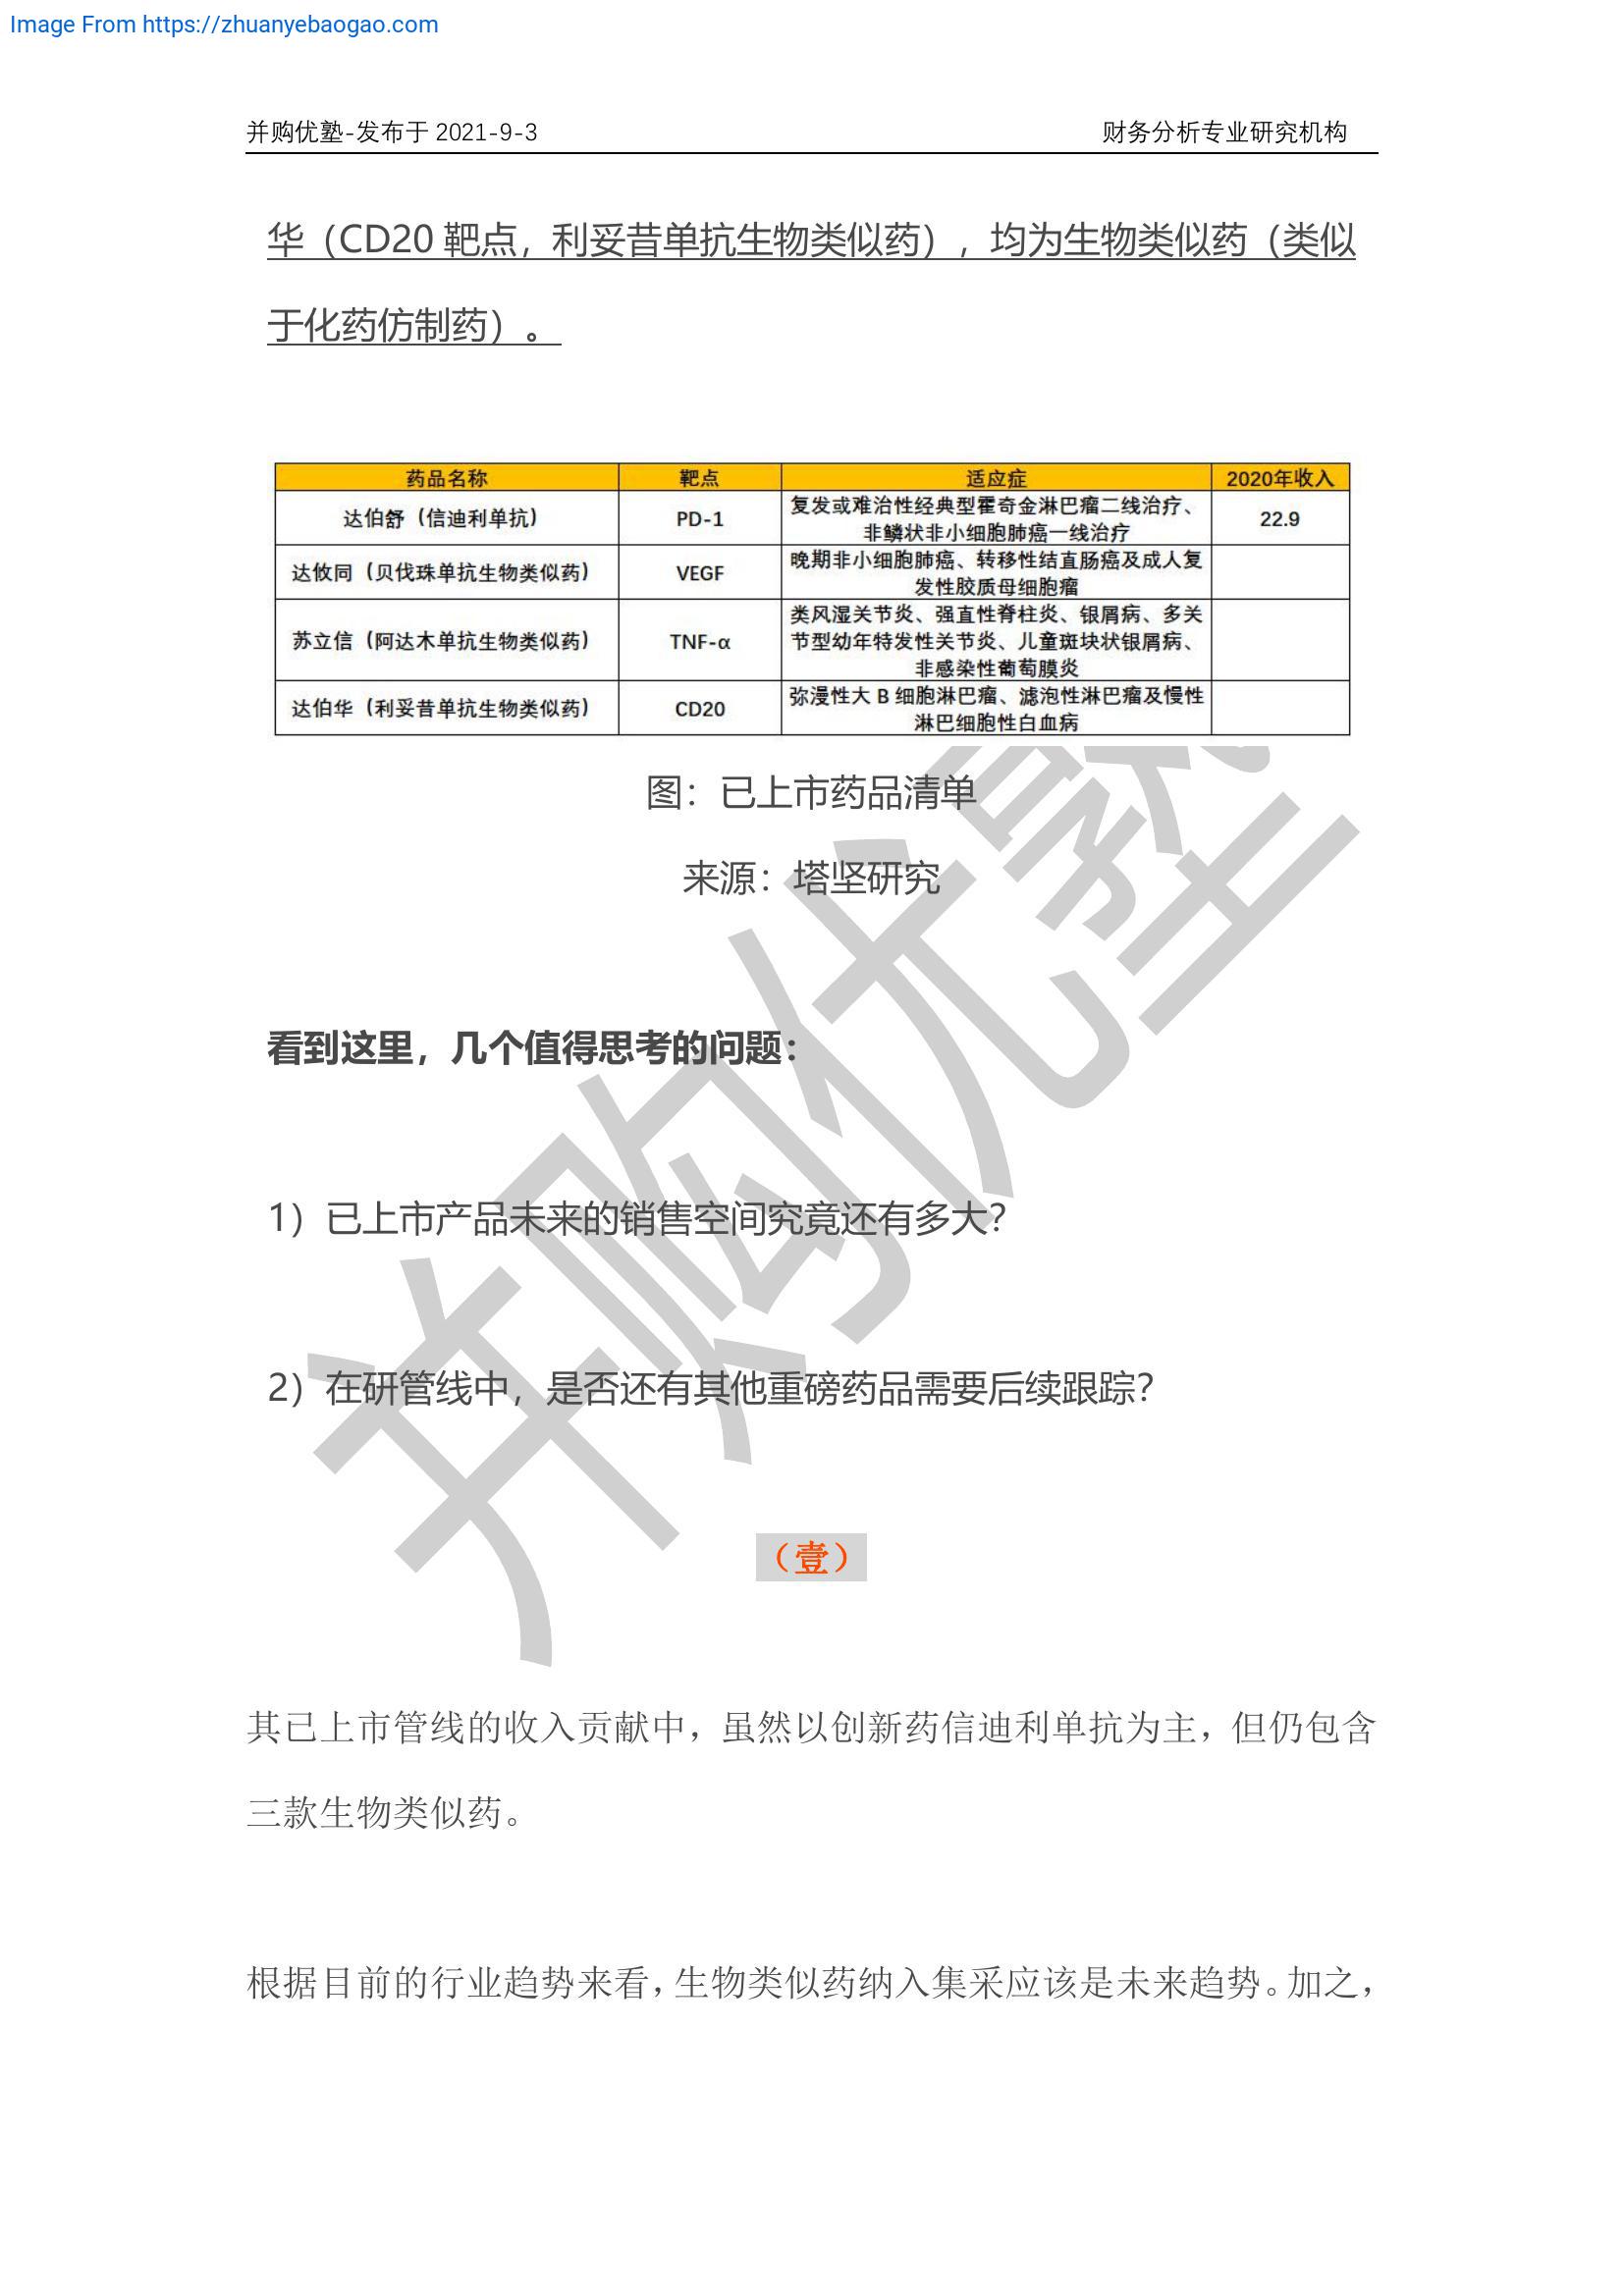 Image From https://zhuanyebaogao.com
并购优塾-发布于 2021-9-3 财务分析专业研究机构
华（CD20 靶点，利妥昔单抗生物类似药），均为生物类似药（类似
于化药仿制药）。
药品名称 靶点 适应症 2020年收入
达伯舒（信迪利单抗） PD-1 复发或难治性经典型霍奇金淋巴瘤二线治疗、 22.9
非鳞状非小细胞肺癌一线治疗
达攸同（贝伐珠单抗生物类似药） VEGF 晚期非小细胞肺癌、转移性结直肠癌及成人复
发性胶质母细胞瘤
类风湿关节炎、强直性脊柱炎、银屑病、多关
苏立信（阿达木单抗生物类似药） TNF-α 节型幼年特发性关节炎、儿童斑块状银屑病、
非感染性葡萄膜炎
达伯华（利妥昔单抗生物类似药） CD20 弥漫性大 B 细胞淋巴瘤、滤泡性淋巴瘤及慢性
淋巴细胞性白血病
图：已上市药品清单
来源：塔坚研究
看到这里，几个值得思考的问题：
1）已上市产品未来的销售空间究竟还有多大？
2）在研管线中，是否还有其他重磅药品需要后续跟踪？
（壹）
其已上市管线的收入贡献中，虽然以创新药信迪利单抗为主，但仍包含
三款生物类似药。
根据目前的行业趋势来看，生物类似药纳入集采应该是未来趋势。加之，
并购优塾